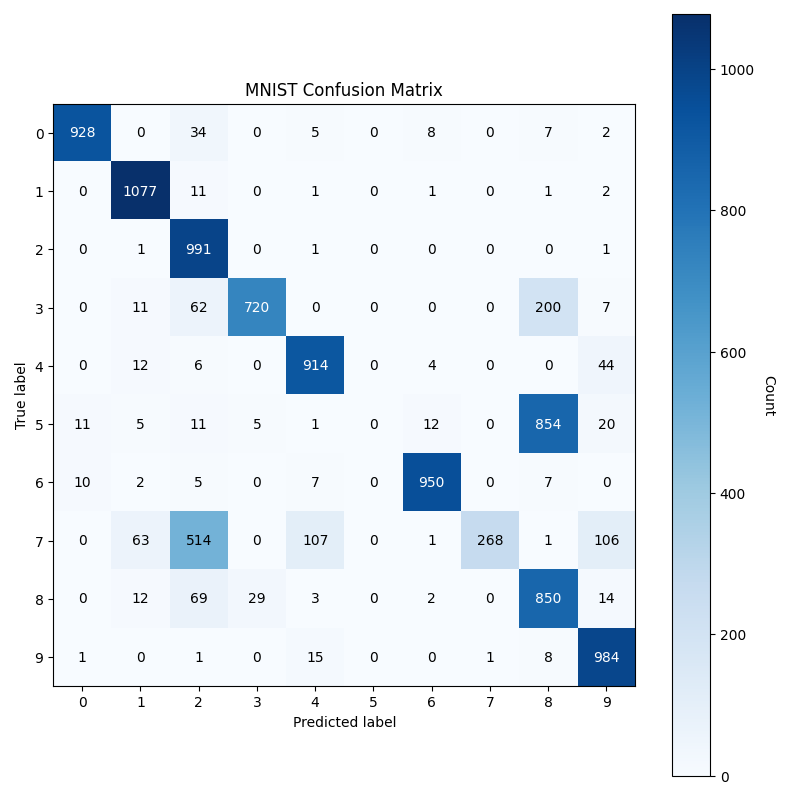 MNIST Confusion Matrix
0 928 0 34 0 5 0 8 0 7 2
1 0 1077 11 0 1 0 1 0 1 2
2 0 1 991 0 1 0 0 0 0 1
3 0 11 62 720 0 0 0 0 200 7
4 0 12 6 0 914 0 4 0 0 44
5 11 5 11 5 1 0 12 0 854 20
6 10 2 5 0 7 0 950 0 7 0
7 0 63 514 0 107 0 1 268 1 106
8 0 12 69 29 3 0 2 0 850 14
9 1 0 1 0 15 0 0 1 8 984
0 1 2 3 4 5 6 7 8 9
Predicted label
True label
1000
800
600
400
200
0
Count